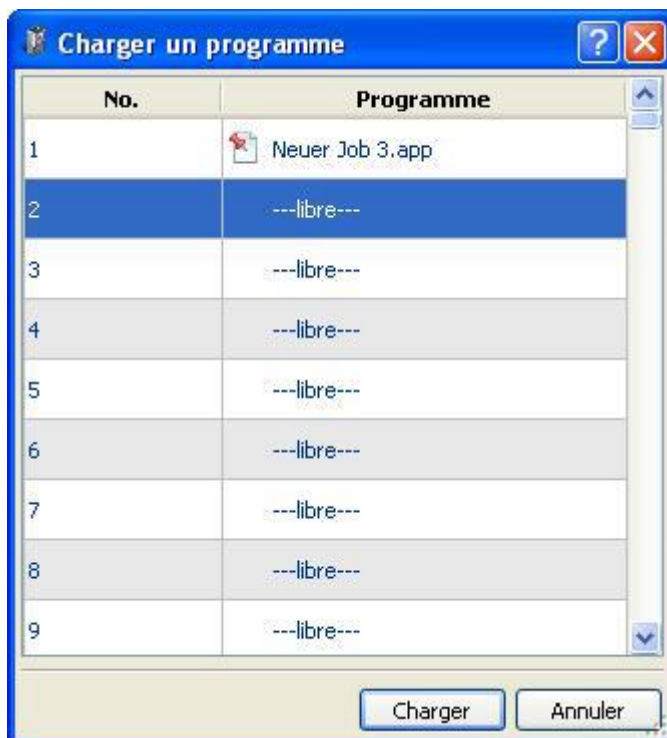 Charger un programme
No. Programme
1 Neuer Job 3.app
2 ---libre---
3 ---libre---
4 ---libre---
5 ---libre---
6 ---libre---
7 ---libre---
8 ---libre---
9 ---libre---
Charger Annuler